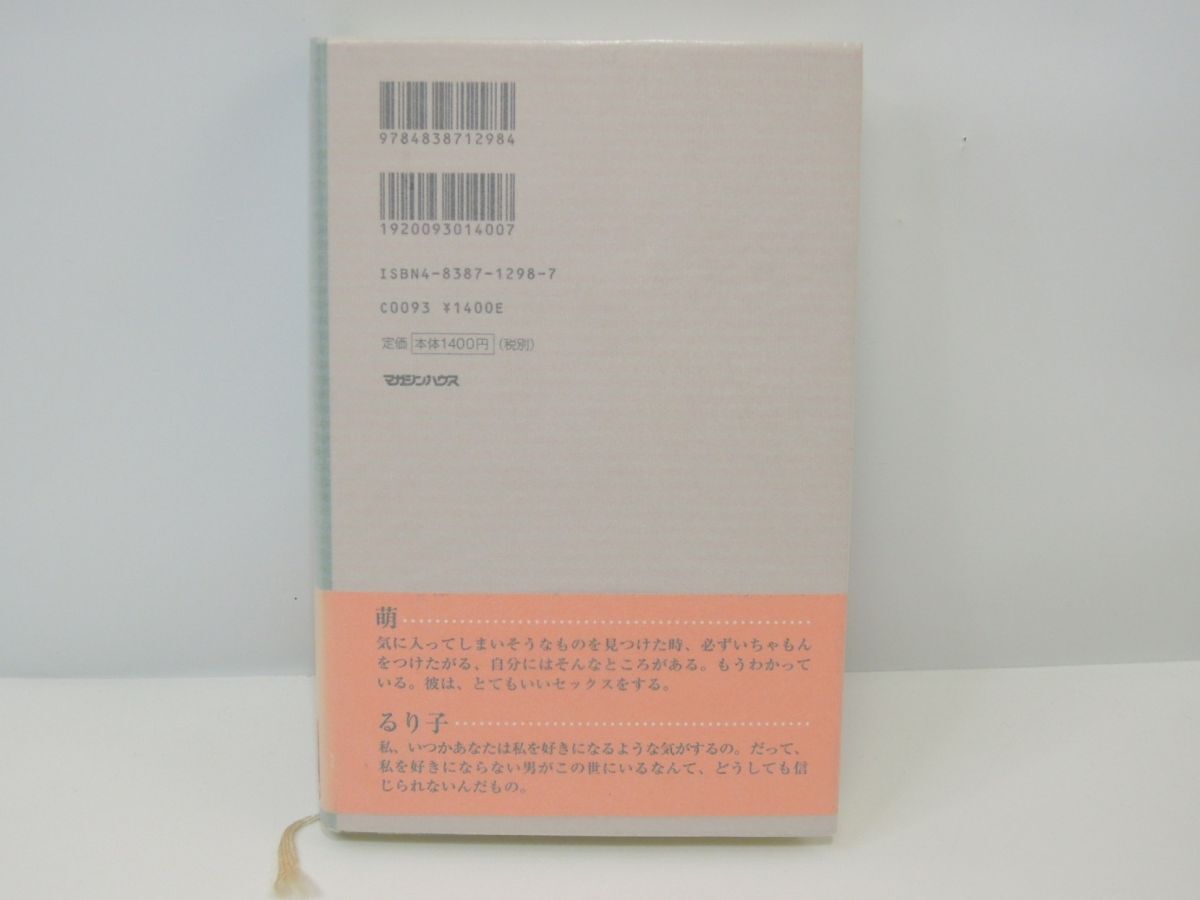 9784838712984
1920093014007
ISBN4-8387-1298-7
C0093 ¥1400E
定価 本体1400円 (税別)
マガジンハウス
萌
気に入ってしまいそうなものを見つけた時、必ずいちゃもん
をつけたがる、自分にはそんなところがある。もうわかって
いる。彼は、とてもいいセックスをする。
るり子
私、いつかあなたは私を好きになるような気がするの。だって、
私を好きにならない男がこの世にいるなんて、どうしても信
じられないんだもの。